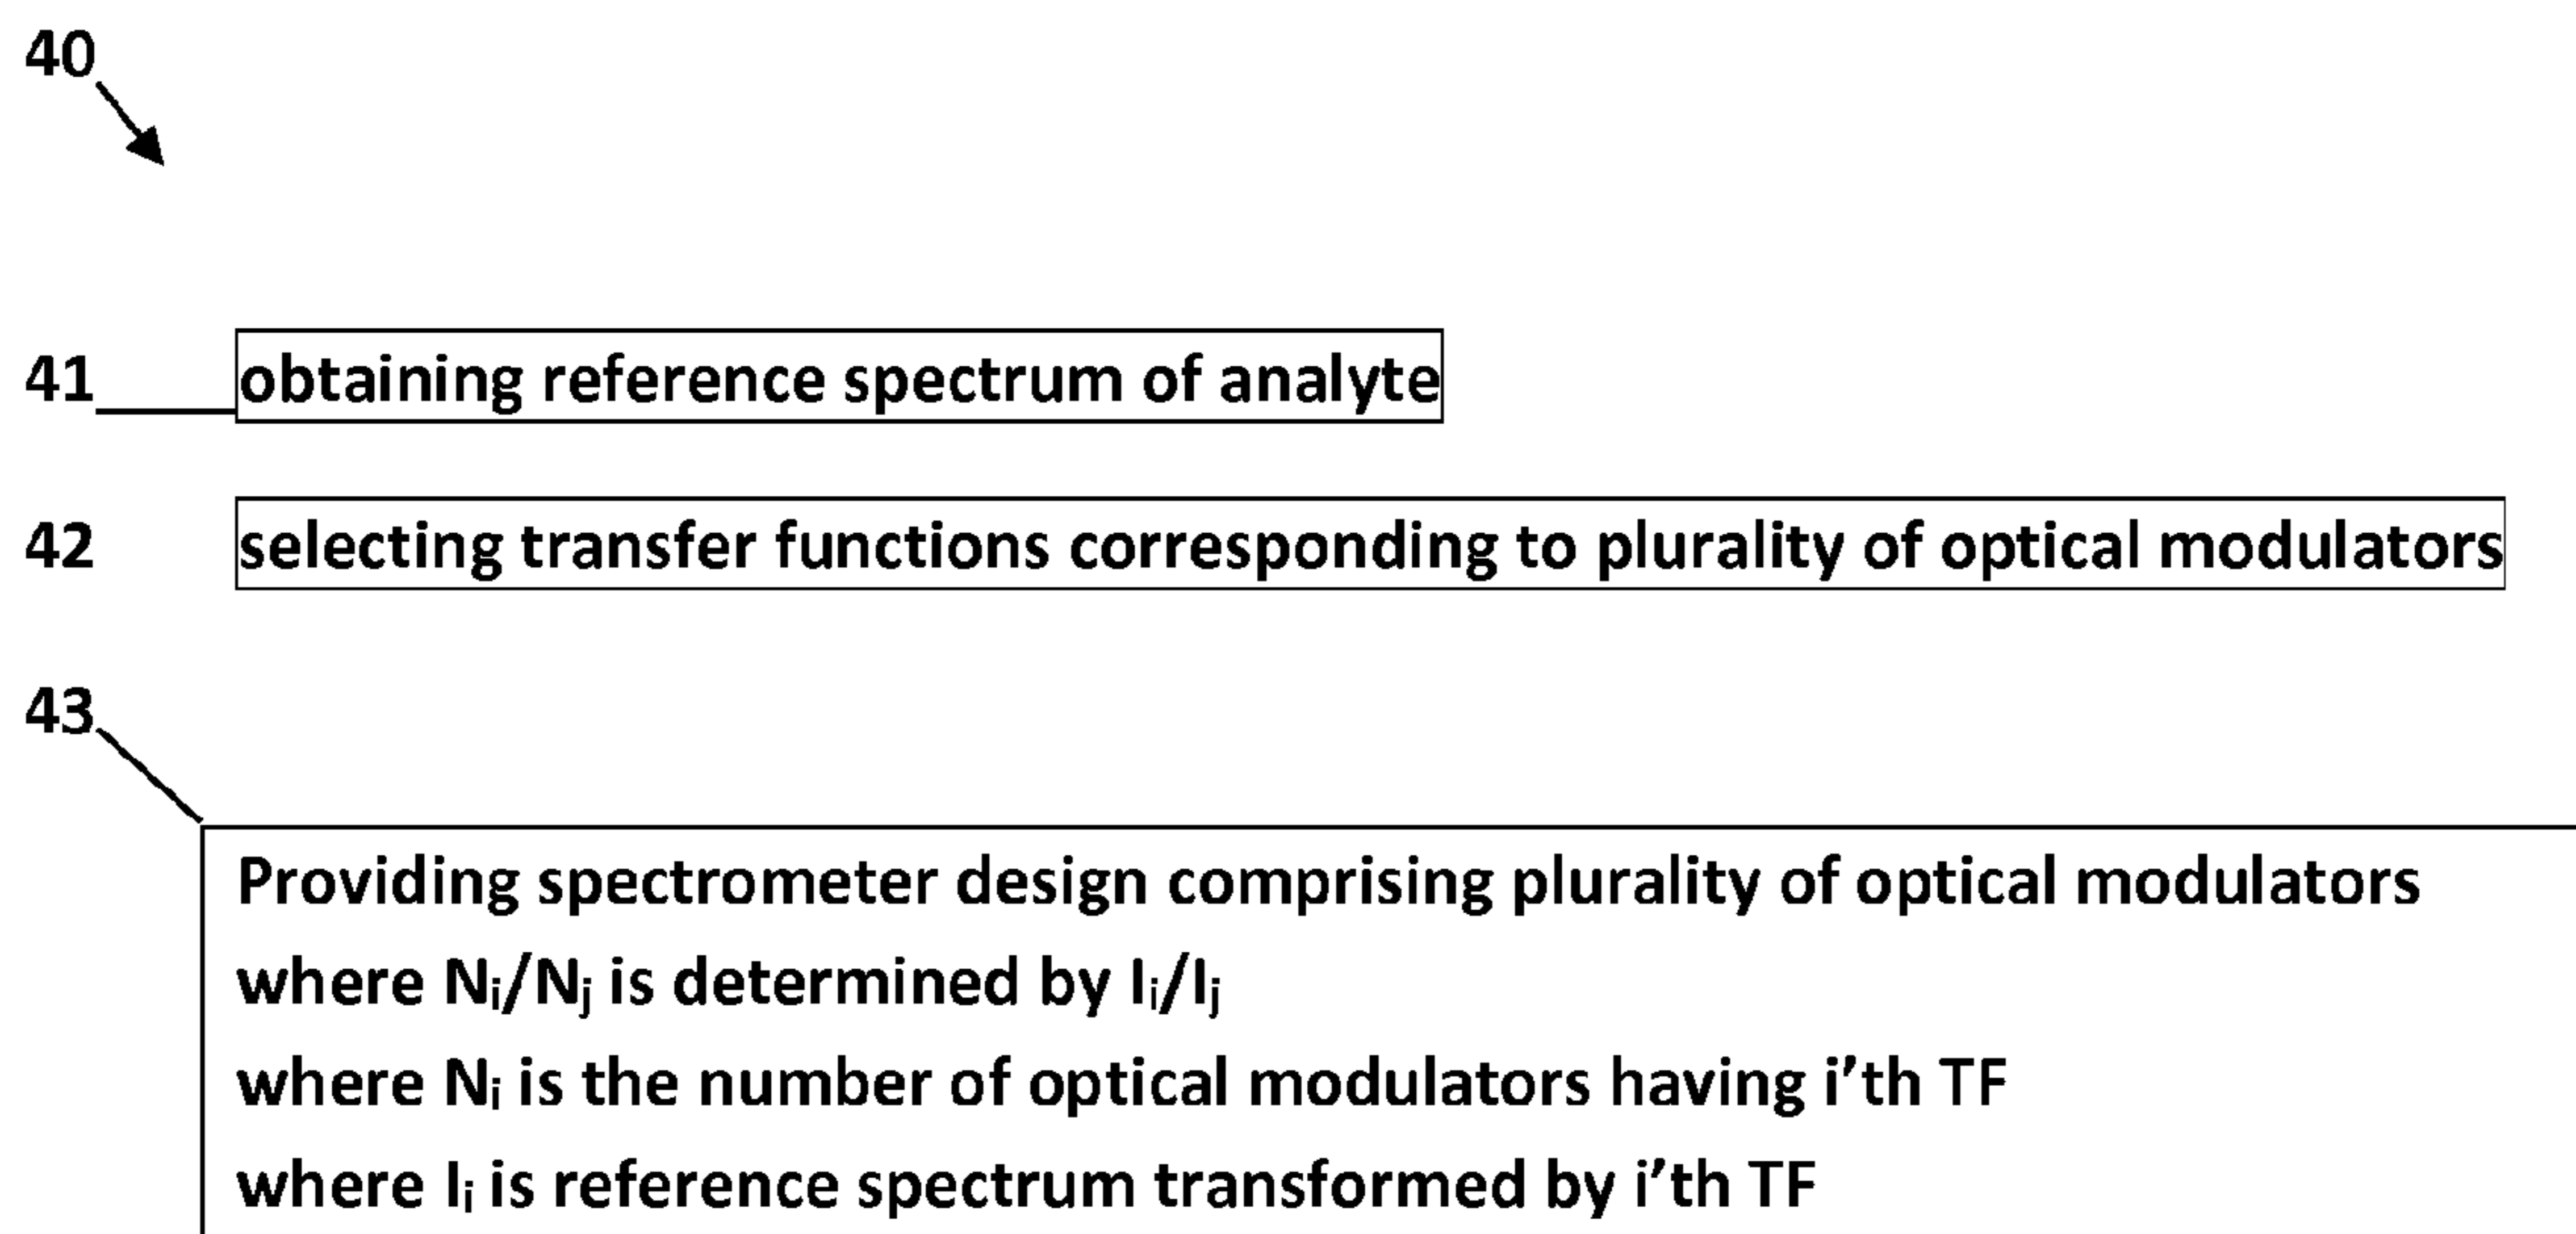 40
41 obtaining reference spectrum of analyte
42 selecting transfer functions corresponding to plurality of optical modulators
43
Providing spectrometer design comprising plurality of optical modulators
where Nᵢ/Nⱼ is determined by Iᵢ/Iⱼ
where Nᵢ is the number of optical modulators having i’th TF
where Iᵢ is reference spectrum transformed by i’th TF